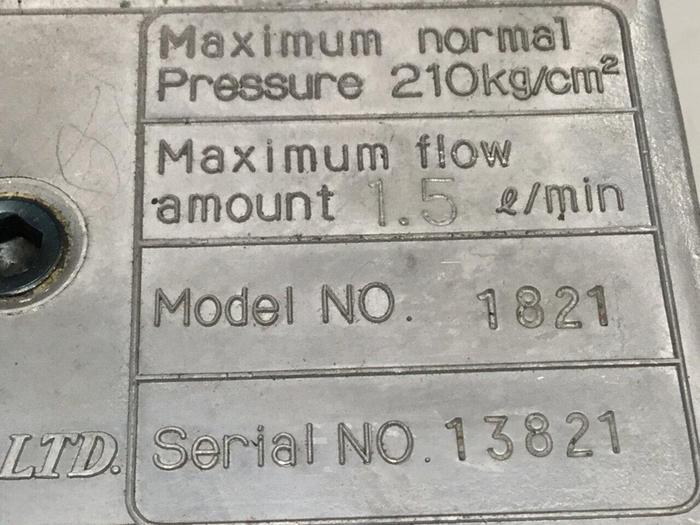 Maximum normal
Pressure 210kg/cm²
Maximum flow
amount 1.5 ℓ/min
Model NO. 1821
LTD.
Serial NO. 13821